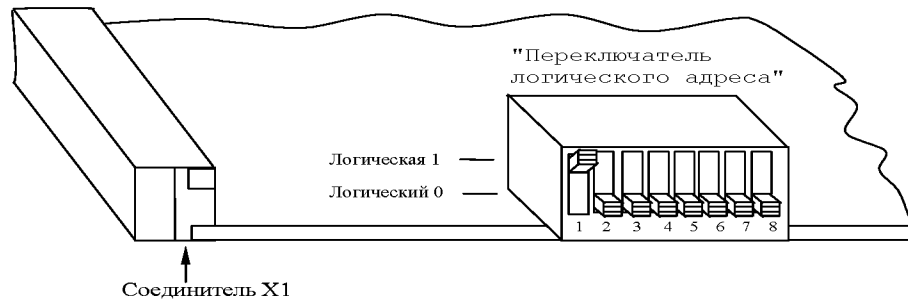 "Переключатель
логического адреса"
Логическая 1
Логический 0
1 2 3 4 5 6 7 8
Соединитель X1